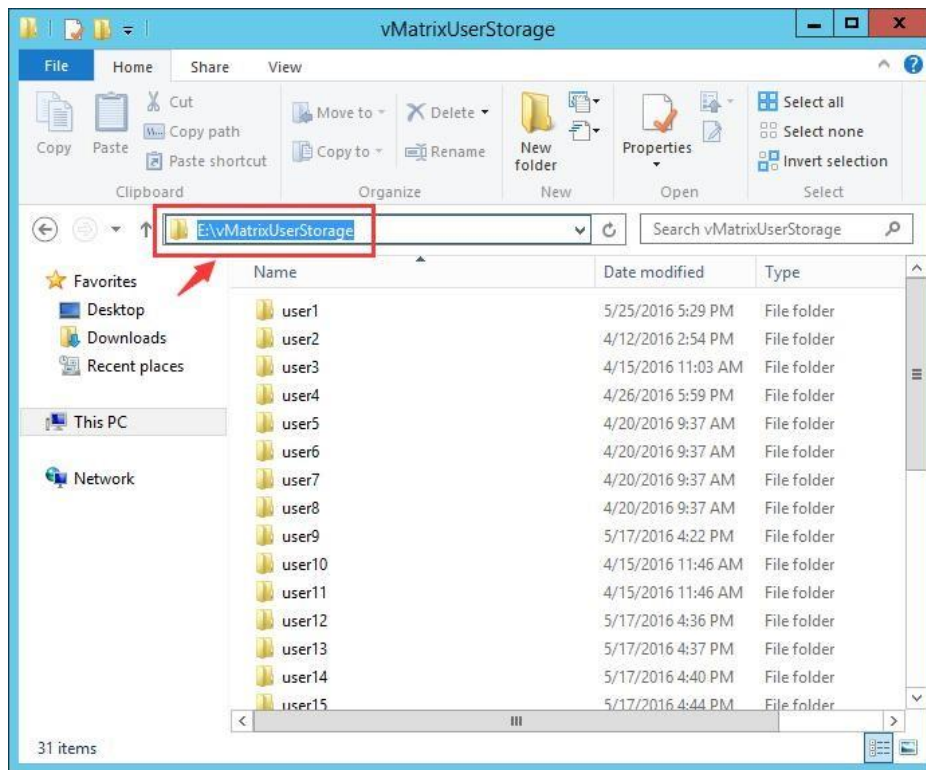 vMatrixUserStorage
File Home Share View
Copy
Paste
Cut
Copy path
Paste shortcut
Clipboard
Move to
Copy to
Delete
Rename
Organize
New
folder
New
Properties
Open
Select all
Select none
Invert selection
Select
E:\vMatrixUserStorage
Search vMatrixUserStorage
Favorites
Desktop
Downloads
Recent places
This PC
Network
Name Date modified Type
user1 5/25/2016 5:29 PM File folder
user2 4/12/2016 2:54 PM File folder
user3 4/15/2016 11:03 AM File folder
user4 4/26/2016 5:59 PM File folder
user5 4/20/2016 9:37 AM File folder
user6 4/20/2016 9:37 AM File folder
user7 4/20/2016 9:37 AM File folder
user8 4/20/2016 9:37 AM File folder
user9 5/17/2016 4:22 PM File folder
user10 4/15/2016 11:46 AM File folder
user11 4/15/2016 11:46 AM File folder
user12 5/17/2016 4:36 PM File folder
user13 5/17/2016 4:37 PM File folder
user14 5/17/2016 4:40 PM File folder
user15 5/17/2016 4:44 PM File folder
31 items